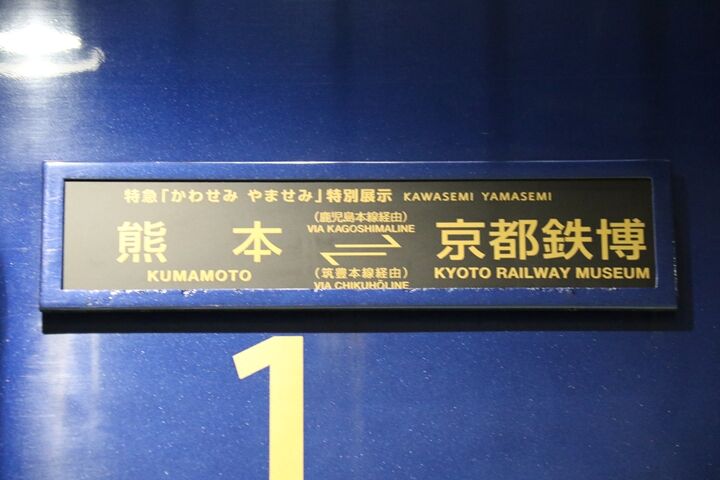 特急「かわせみ やませみ」特別展示 KAWASEMI YAMASEMI
熊本
KUMAMOTO
(鹿児島本線経由)
VIA KAGOSHIMALINE
(筑豊本線経由)
VIA CHIKUHŌLINE
京都鉄博
KYOTO RAILWAY MUSEUM
1